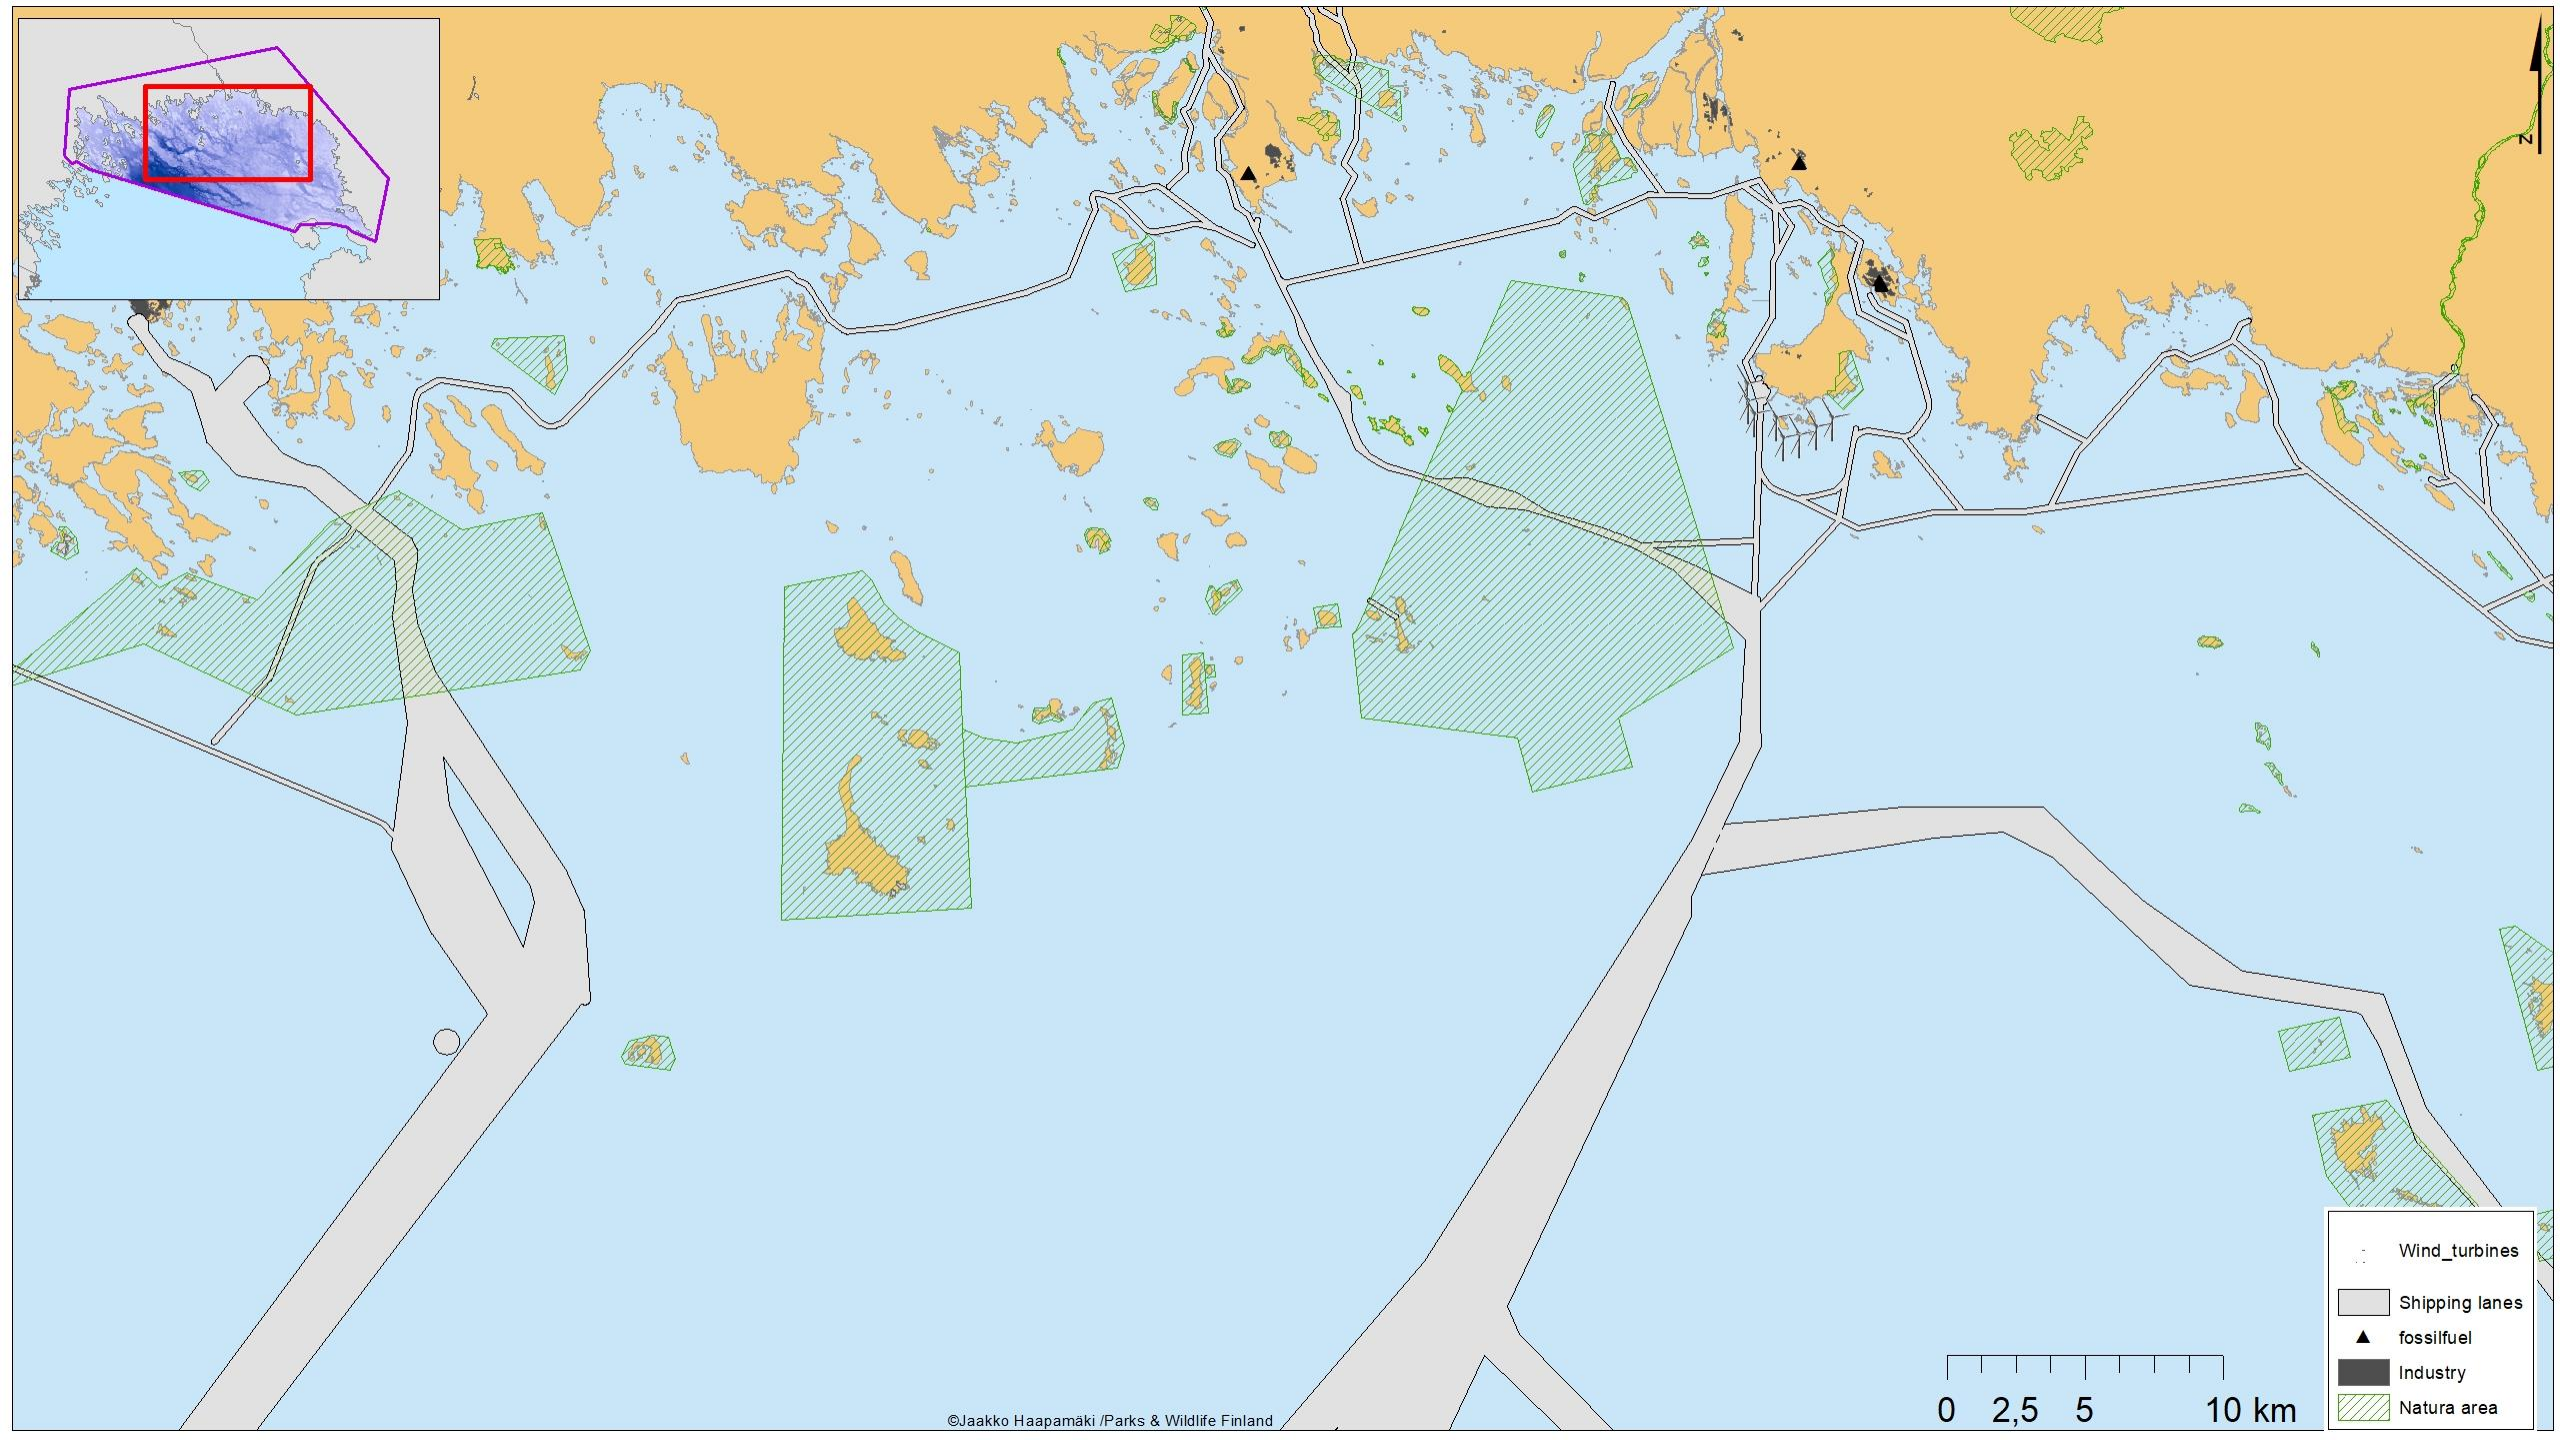 N
Wind_turbines
Shipping lanes
fossilfuel
Industry
Natura area
0 2,5 5 10 km
©Jaakko Haapamäki /Parks & Wildlife Finland